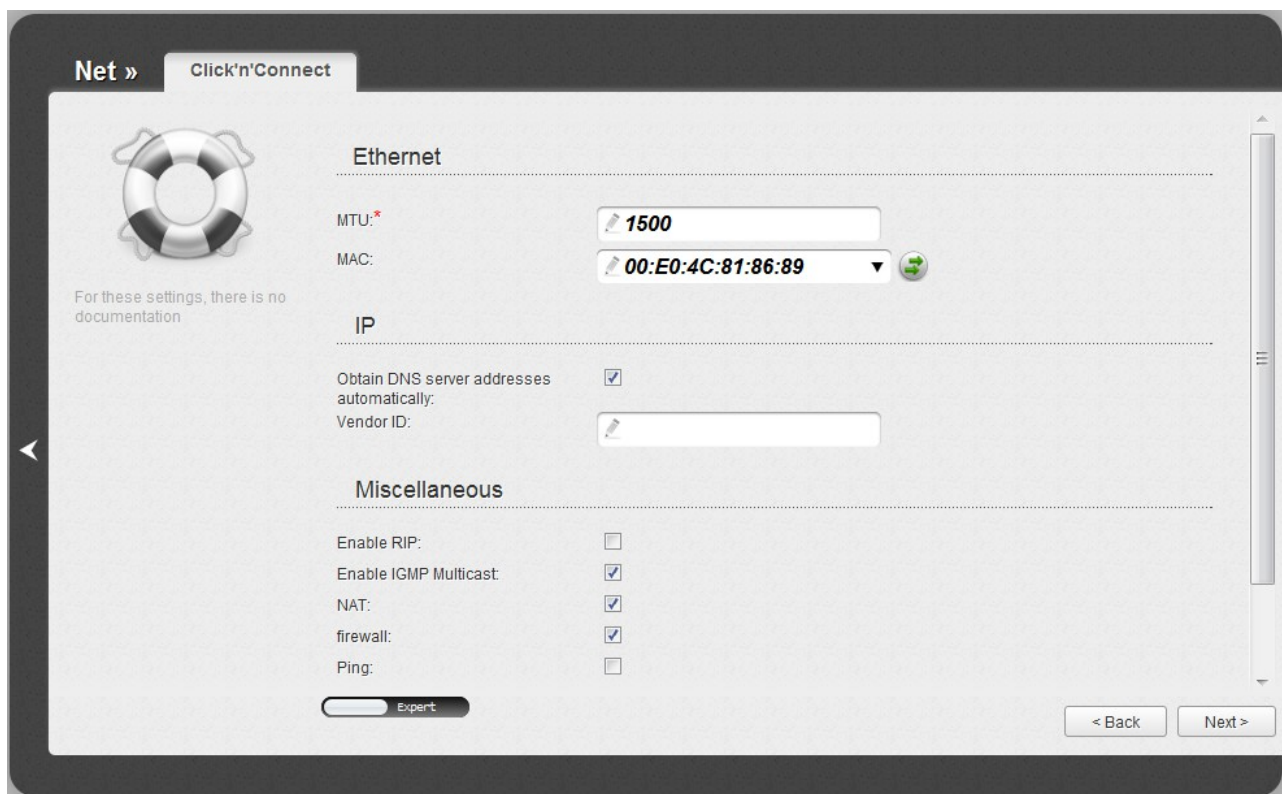 Net »
Click'n'Connect
For these settings, there is no
documentation
Ethernet
MTU:*
1500
MAC:
00:E0:4C:81:86:89
IP
Obtain DNS server addresses
automatically:
Vendor ID:
Miscellaneous
Enable RIP:
Enable IGMP Multicast:
NAT:
firewall:
Ping:
Expert
< Back
Next >